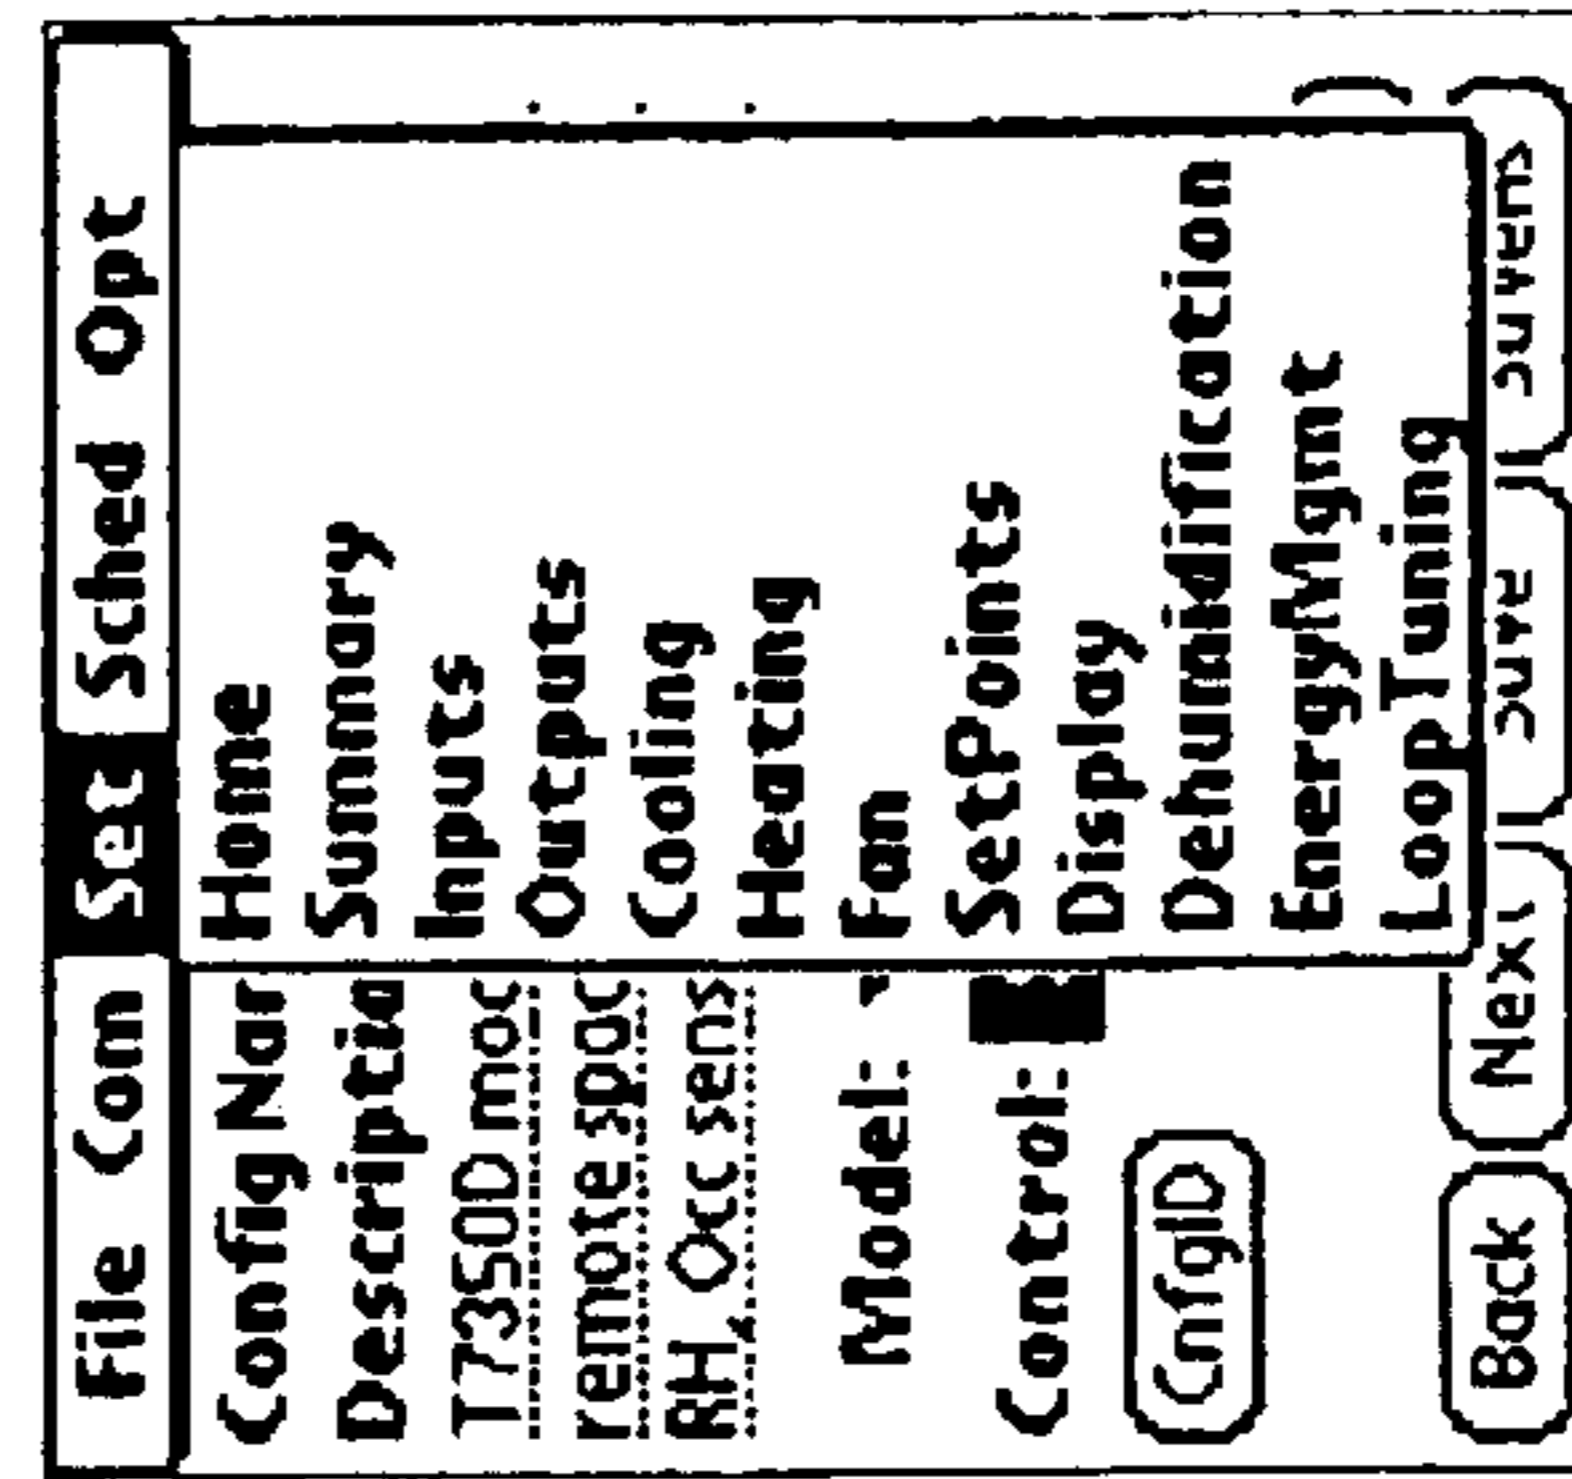 File Com Set Sched Opt
Config Nar
Descriptio
T7350D moc
remote spac
RH, Occ sens
Model:
Control:
CnfgID
Home
Summary
Inputs
Outputs
Cooling
Heating
Fan
SetPoints
Display
Dehumidification
EnergyMgmt
LoopTuning
Back Next